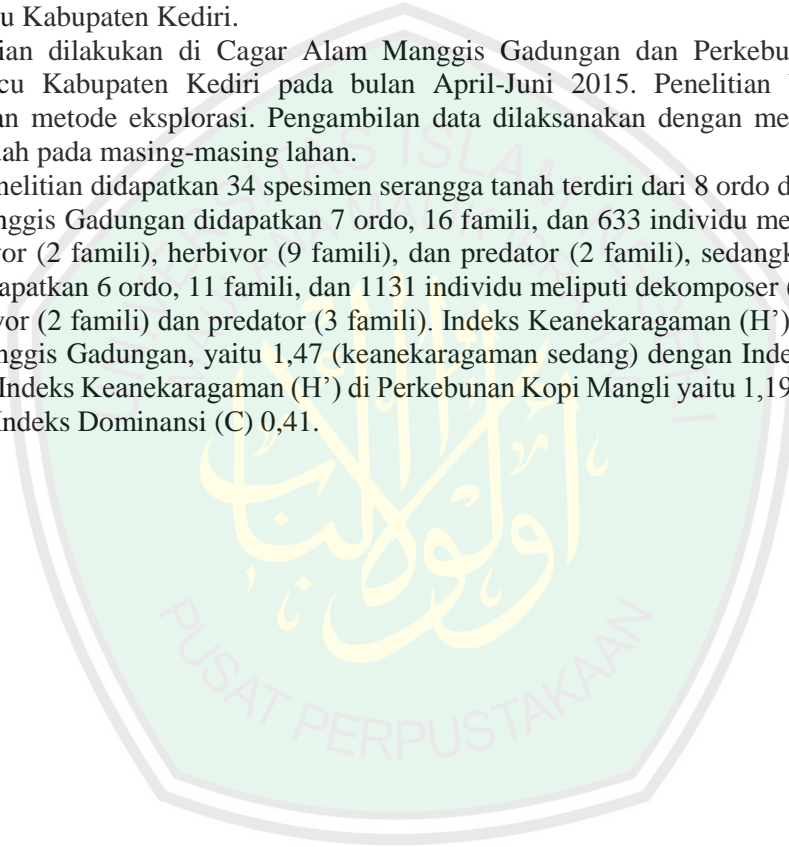 u Kabupaten Kediri.
ian dilakukan di Cagar Alam Manggis Gadungan dan Perkebu
cu Kabupaten Kediri pada bulan April-Juni 2015. Penelitian
an metode eksplorasi. Pengambilan data dilaksanakan dengan me
ah pada masing-masing lahan.
nelitian didapatkan 34 spesimen serangga tanah terdiri dari 8 ordo d
nggis Gadungan didapatkan 7 ordo, 16 famili, dan 633 individu me
vor (2 famili), herbivor (9 famili), dan predator (2 famili), sedangk
apatkan 6 ordo, 11 famili, dan 1131 individu meliputi dekomposer (
vor (2 famili) dan predator (3 famili). Indeks Keanekaragaman (H’)
nggis Gadungan, yaitu 1,47 (keanekaragaman sedang) dengan Inde
Indeks Keanekaragaman (H’) di Perkebunan Kopi Mangli yaitu 1,19
Indeks Dominansi (C) 0,41.
PUSAT PERPUSTAKAAN